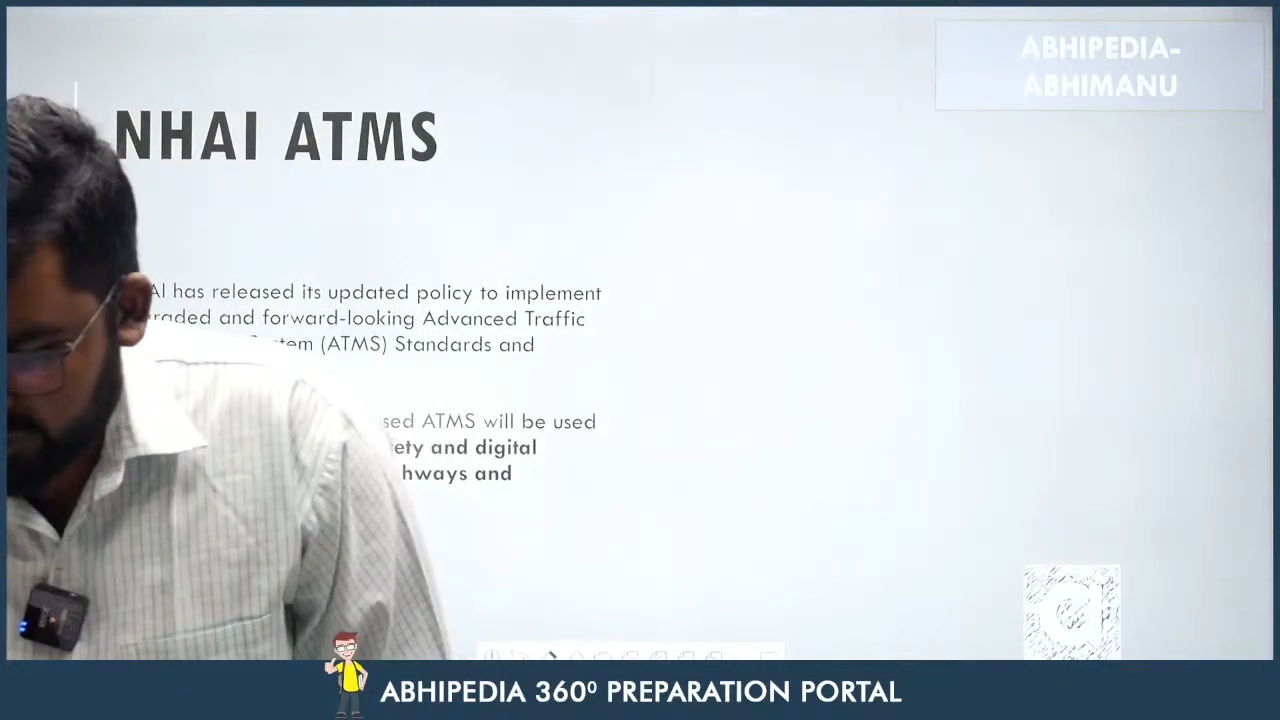 ABHIPEDIA-
ABHIMANU
NHAI ATMS
AI has released its updated policy to implement
raded and forward-looking Advanced Traffic
tem (ATMS) Standards and
sed ATMS will be used
ety and digital
hways and
ABHIPEDIA 360⁰ PREPARATION PORTAL